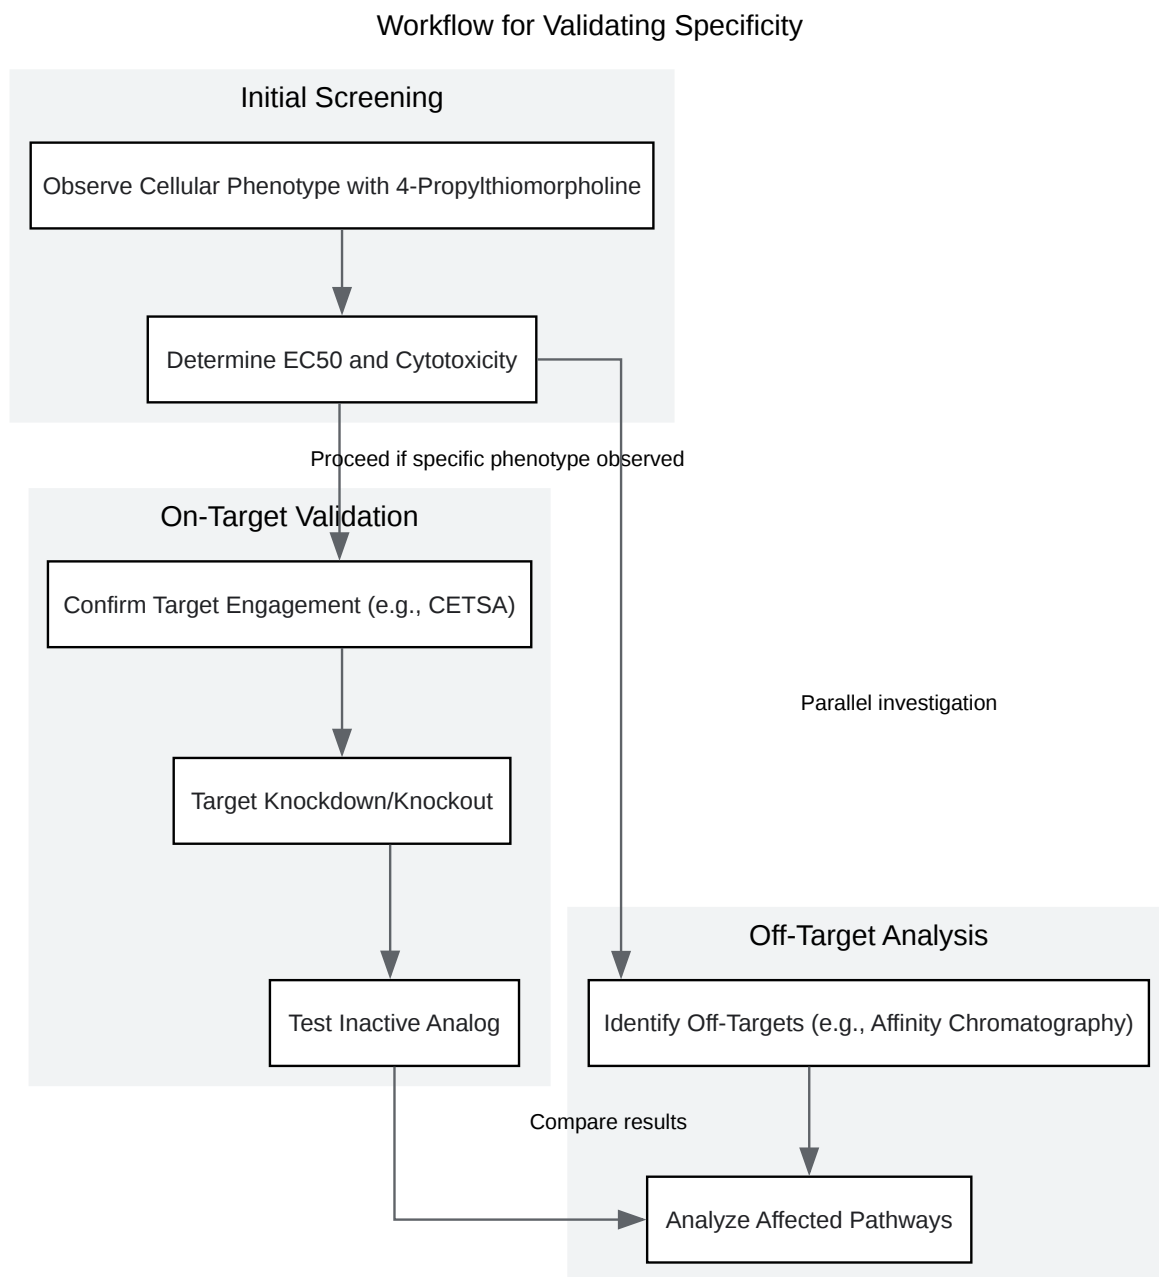 Workflow for Validating Specificity
Initial Screening
Observe Cellular Phenotype with 4-Propylthiomorpholine
Determine EC50 and Cytotoxicity
Proceed if specific phenotype observed
On-Target Validation
Confirm Target Engagement (e.g., CETSA)
Parallel investigation
Target Knockdown/Knockout
Off-Target Analysis
Test Inactive Analog
Identify Off-Targets (e.g., Affinity Chromatography)
Compare results
Analyze Affected Pathways